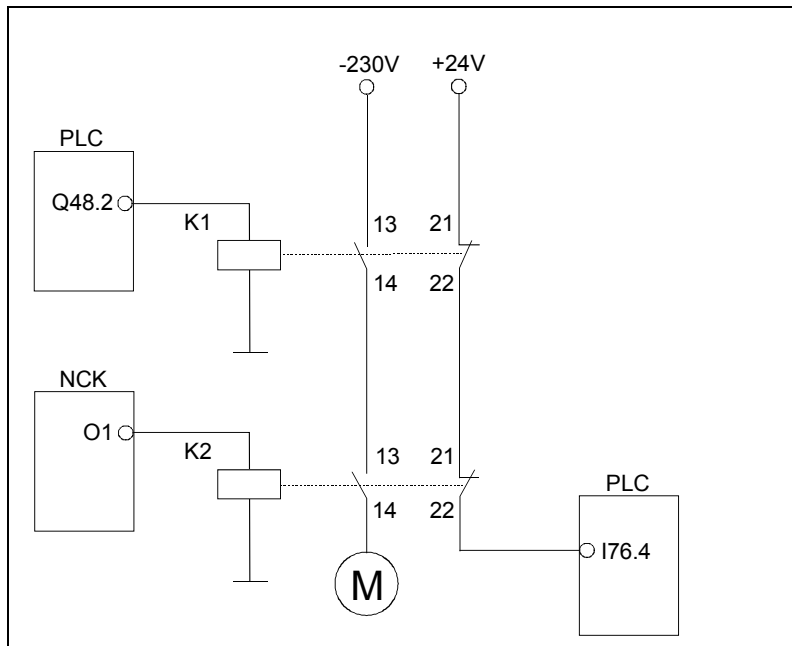 -230V +24V
PLC
Q48.2
K1
13 21
14 22
NCK
O1
K2
13 21
14 22
PLC
I76.4
M